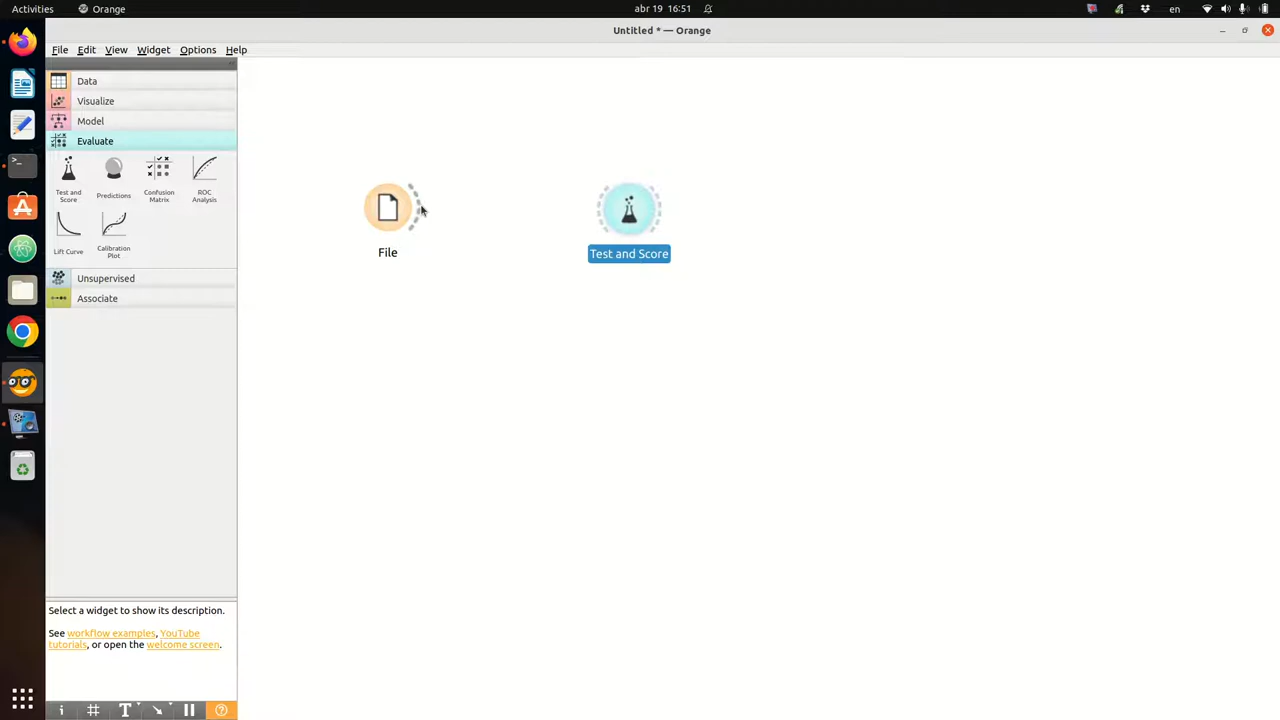 Activities
Orange
abr 19 16:51
en
Untitled * — Orange
File
Edit
View
Widget
Options
Help
Data
Visualize
Model
Evaluate
Test and
Score
Predictions
Confusion
Matrix
ROC
Analysis
Lift Curve
Calibration
Plot
Unsupervised
Associate
File
Test and Score
Select a widget to show its description.
See workflow examples, YouTube
tutorials, or open the welcome screen.